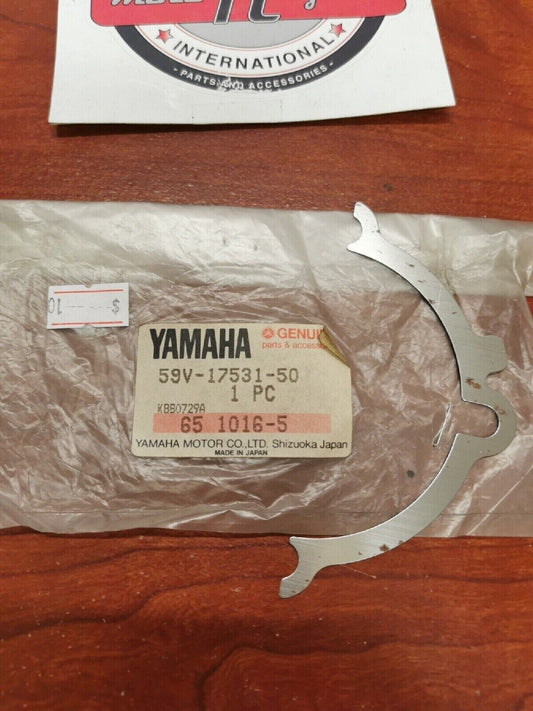 INTERNATIONAL
- PARTS AND ACCESSORIES -
$ ----- 10
YAMAHA
GENUI
parts & accesso
59V-17531-50
1 PC
KBB0729A
65 1016-5
YAMAHA MOTOR CO.,LTD. Shizuoka Japan
MADE IN JAPAN